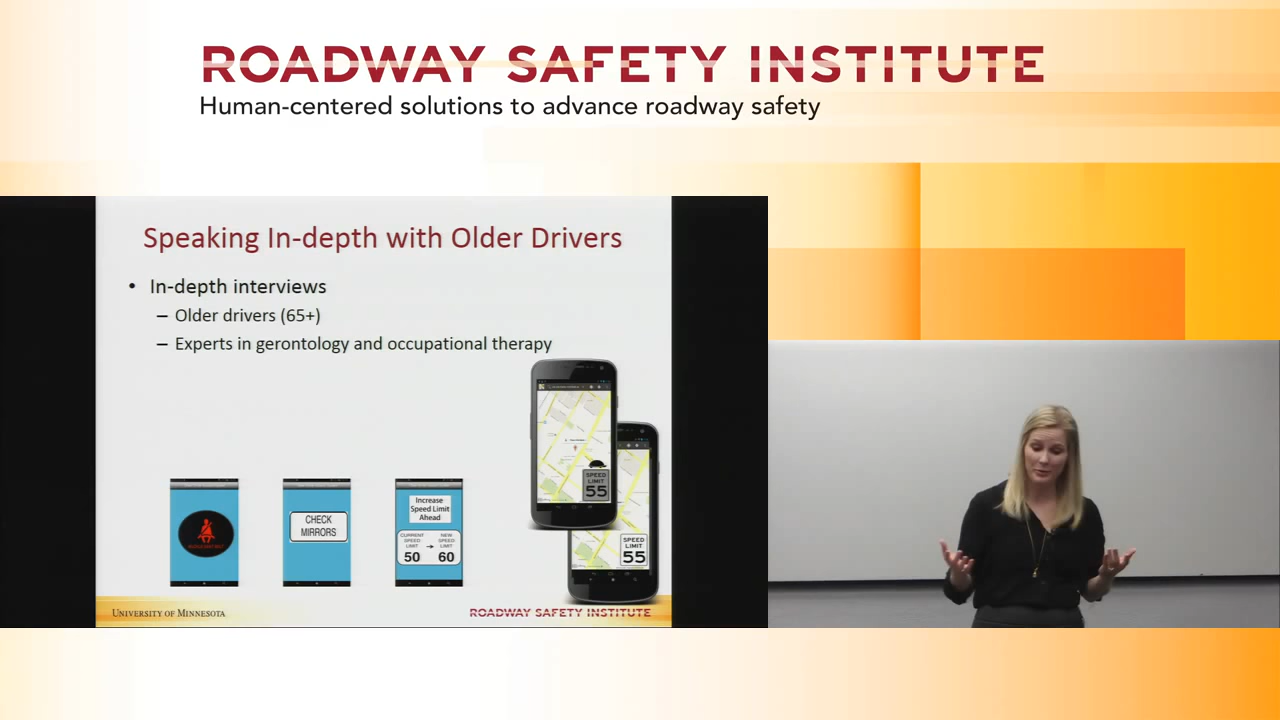 ROADWAY SAFETY INSTITUTE
Human-centered solutions to advance roadway safety
Speaking In-depth with Older Drivers
• In-depth interviews
– Older drivers (65+)
– Experts in gerontology and occupational therapy
SPEED
LIMIT
55
SPEED
LIMIT
55
CHECK
MIRRORS
Increase
Speed Limit
Ahead
CURRENT
SPEED
LIMIT
50
→
NEW
SPEED
LIMIT
60
UNIVERSITY OF MINNESOTA
ROADWAY SAFETY INSTITUTE